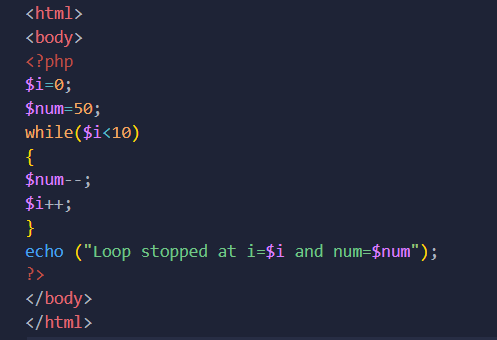 <html>
<body>
<?php
$i=0;
$num=50;
while($i<10)
{
$num--;
$i++;
}
echo ("Loop stopped at i=$i and num=$num");
?>
</body>
</html>